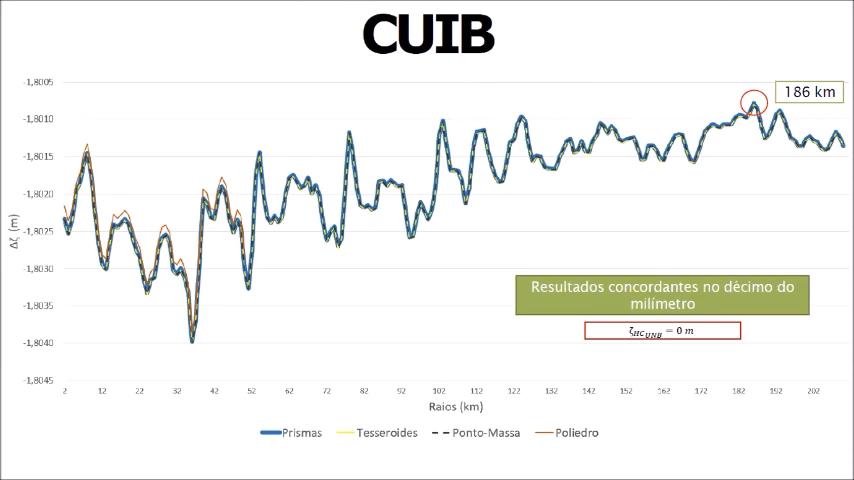 CUIB
-1,8005
-1,8010
-1,8015
-1,8020
-1,8025
-1,8030
-1,8035
-1,8040
-1,8045
Δζ (m)
186 km
Resultados concordantes no décimo do
milímetro
ζHC_UNB = 0 m
2 12 22 32 42 52 62 72 82 92 102 112 122 132 142 152 162 172 182 192 202
Raios (km)
Prismas Tesseroides Ponto-Massa Poliedro